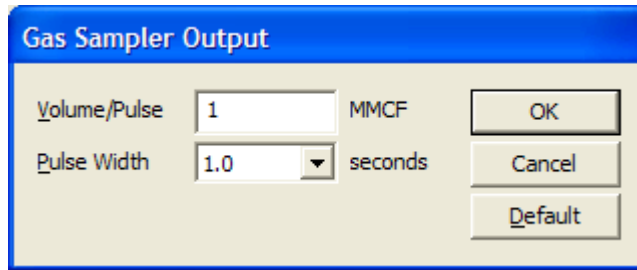 Gas Sampler Output
Volume/Pulse 1 MMCF OK
Pulse Width 1.0 seconds Cancel
Default